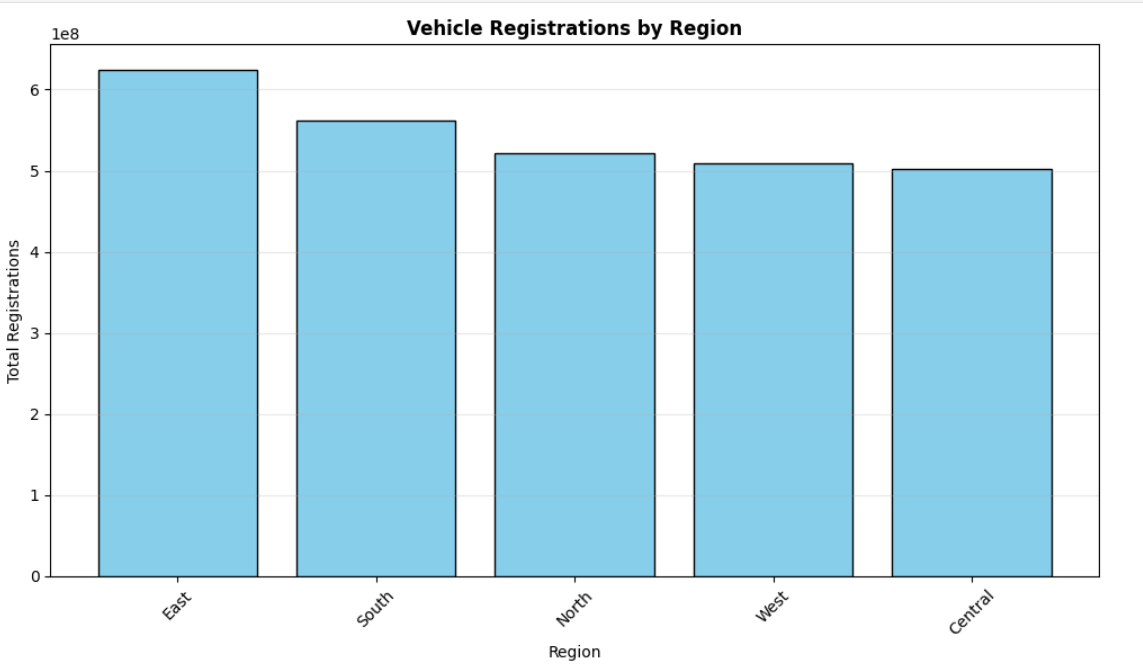 Vehicle Registrations by Region
1e8
6
5
4
3
2
1
0
Total Registrations
East
South
North
West
Central
Region